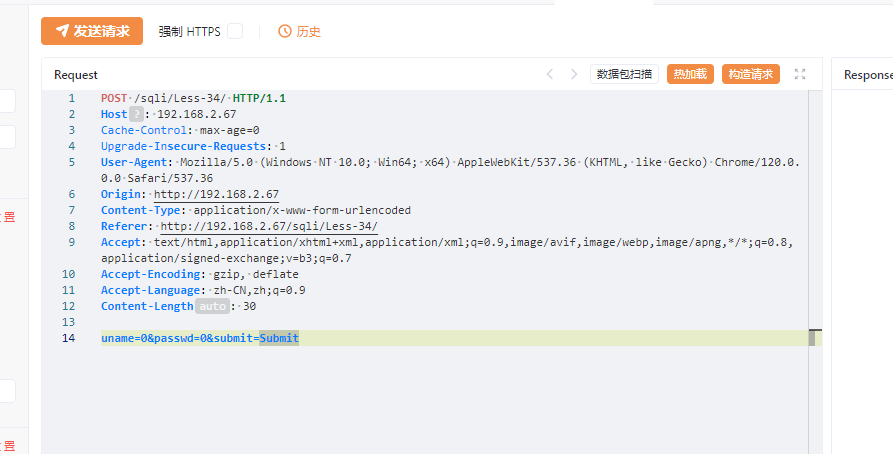 发送请求 强制 HTTPS 历史
Request 数据包扫描 热加载 构造请求 Response
1 POST /sqli/Less-34/ HTTP/1.1
2 Host ? : 192.168.2.67
3 Cache-Control: max-age=0
4 Upgrade-Insecure-Requests: 1
5 User-Agent: Mozilla/5.0 (Windows NT 10.0; Win64; x64) AppleWebKit/537.36 (KHTML, like Gecko) Chrome/120.0.
0.0 Safari/537.36
6 Origin: http://192.168.2.67
7 Content-Type: application/x-www-form-urlencoded
置
8 Referer: http://192.168.2.67/sqli/Less-34/
9 Accept: text/html,application/xhtml+xml,application/xml;q=0.9,image/avif,image/webp,image/apng,*/*;q=0.8,
application/signed-exchange;v=b3;q=0.7
10 Accept-Encoding: gzip, deflate
11 Accept-Language: zh-CN,zh;q=0.9
12 Content-Length auto : 30
13
14 uname=0&passwd=0&submit=Submit
置